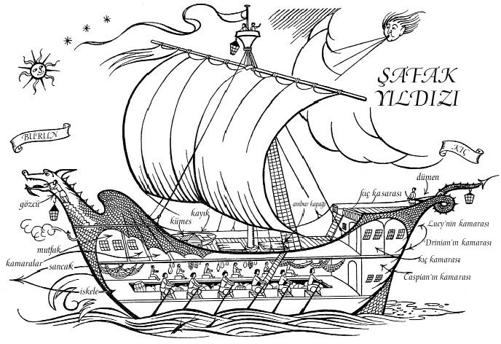 ŞAFAK
YILDIZI
BURUN
KIÇ
gözcü
kayık
kümes
ambar kapağı
kıç kasarası
dümen
Lucy'nin kamarası
Drinian'ın kamarası
kıç kamarası
Caspian'ın kamarası
mutfak
kamaralar
sancak
iskele